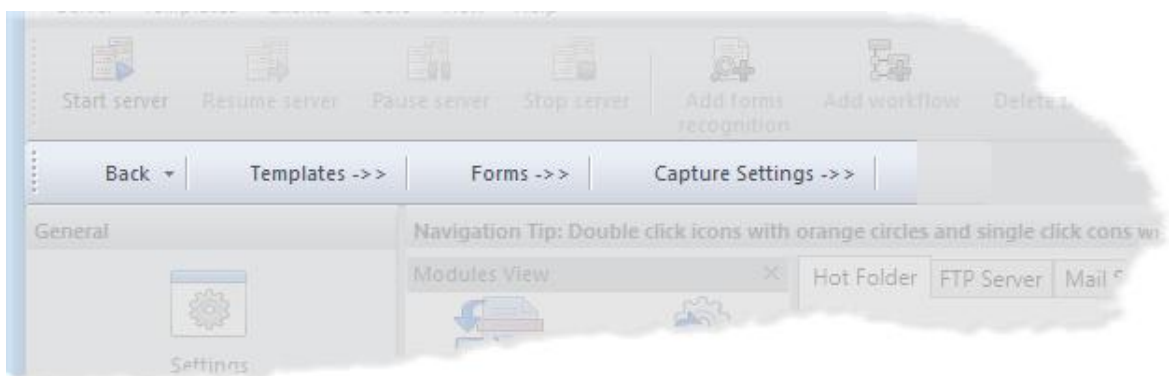 Start server Resume server Pause server Stop server Add forms recognition Add workflow Delete
Back Templates ->> Forms ->> Capture Settings ->>
General
Navigation Tip: Double click icons with orange circles and single click cons
Modules View × Hot Folder FTP Server Mail
Settings